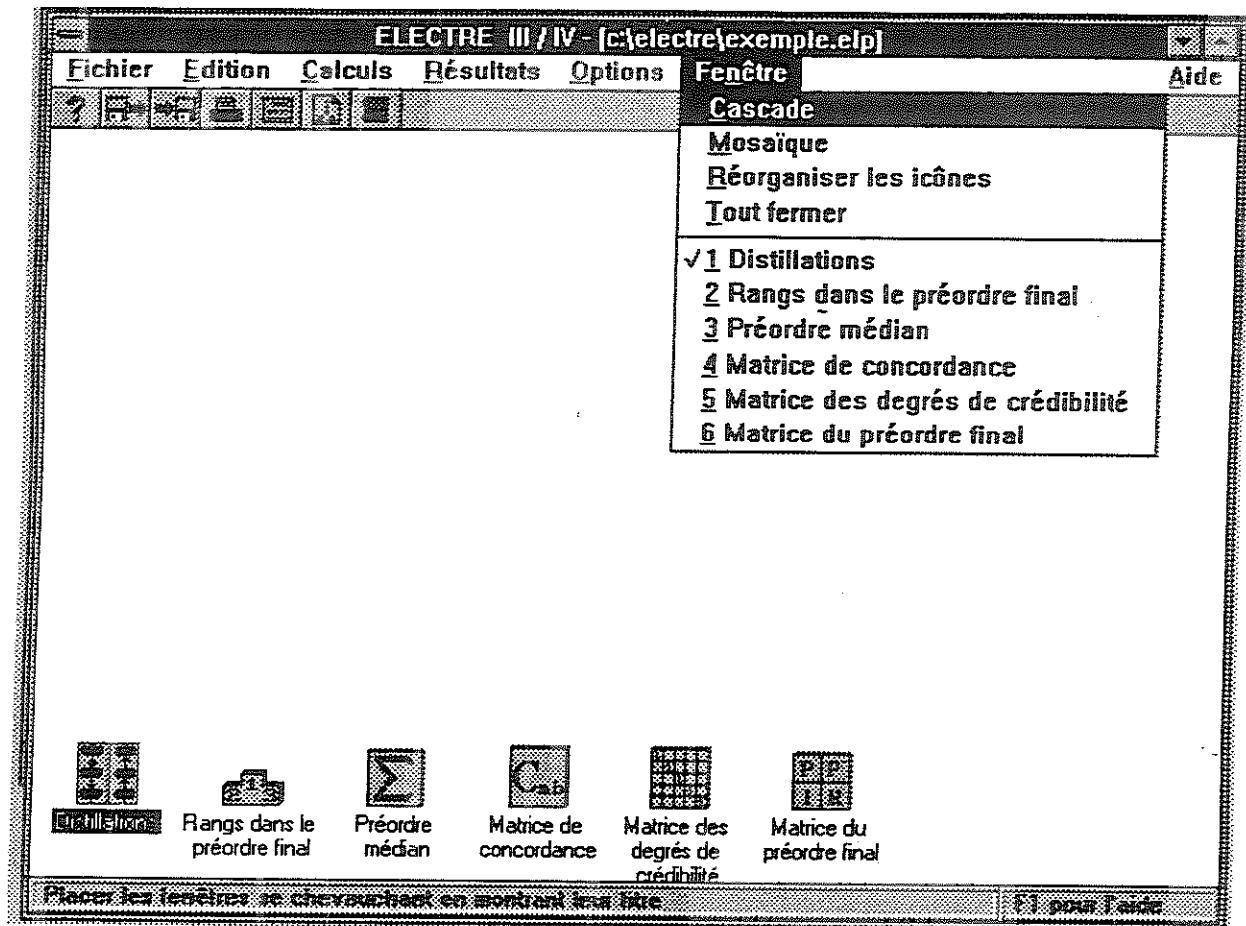 ELECTRE III / IV - [c:\electre\exemple.elp]
Fichier Edition Calculs Résultats Options Fenêtre Aide
?
Cascade
Mosaïque
Réorganiser les icônes
Tout fermer
✓ 1 Distillations
2 Rangs dans le préordre final
3 Préordre médian
4 Matrice de concordance
5 Matrice des degrés de crédibilité
6 Matrice du préordre final
1
Σ
Cab
P P
I R
Distillations
Rangs dans le
préordre final
Préordre
médian
Matrice de
concordance
Matrice des
degrés de
crédibilité
Matrice du
préordre final
Placer les fenêtres se chevauchant en montrant leur titre
F1 pour l'aide